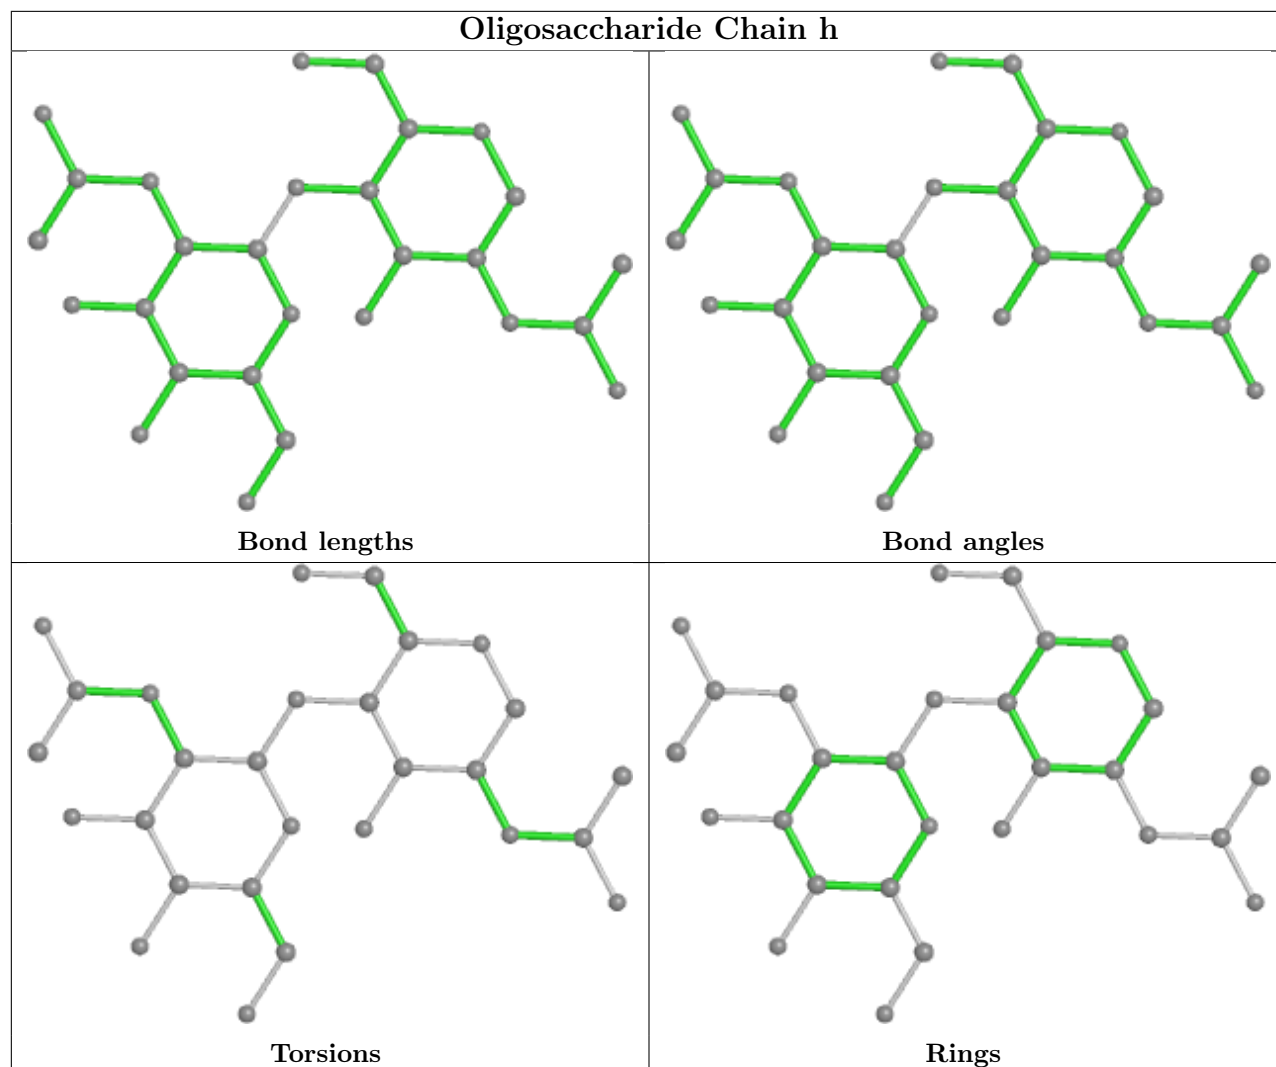 Oligosaccharide Chain h
Bond lengths
Bond angles
Torsions
Rings